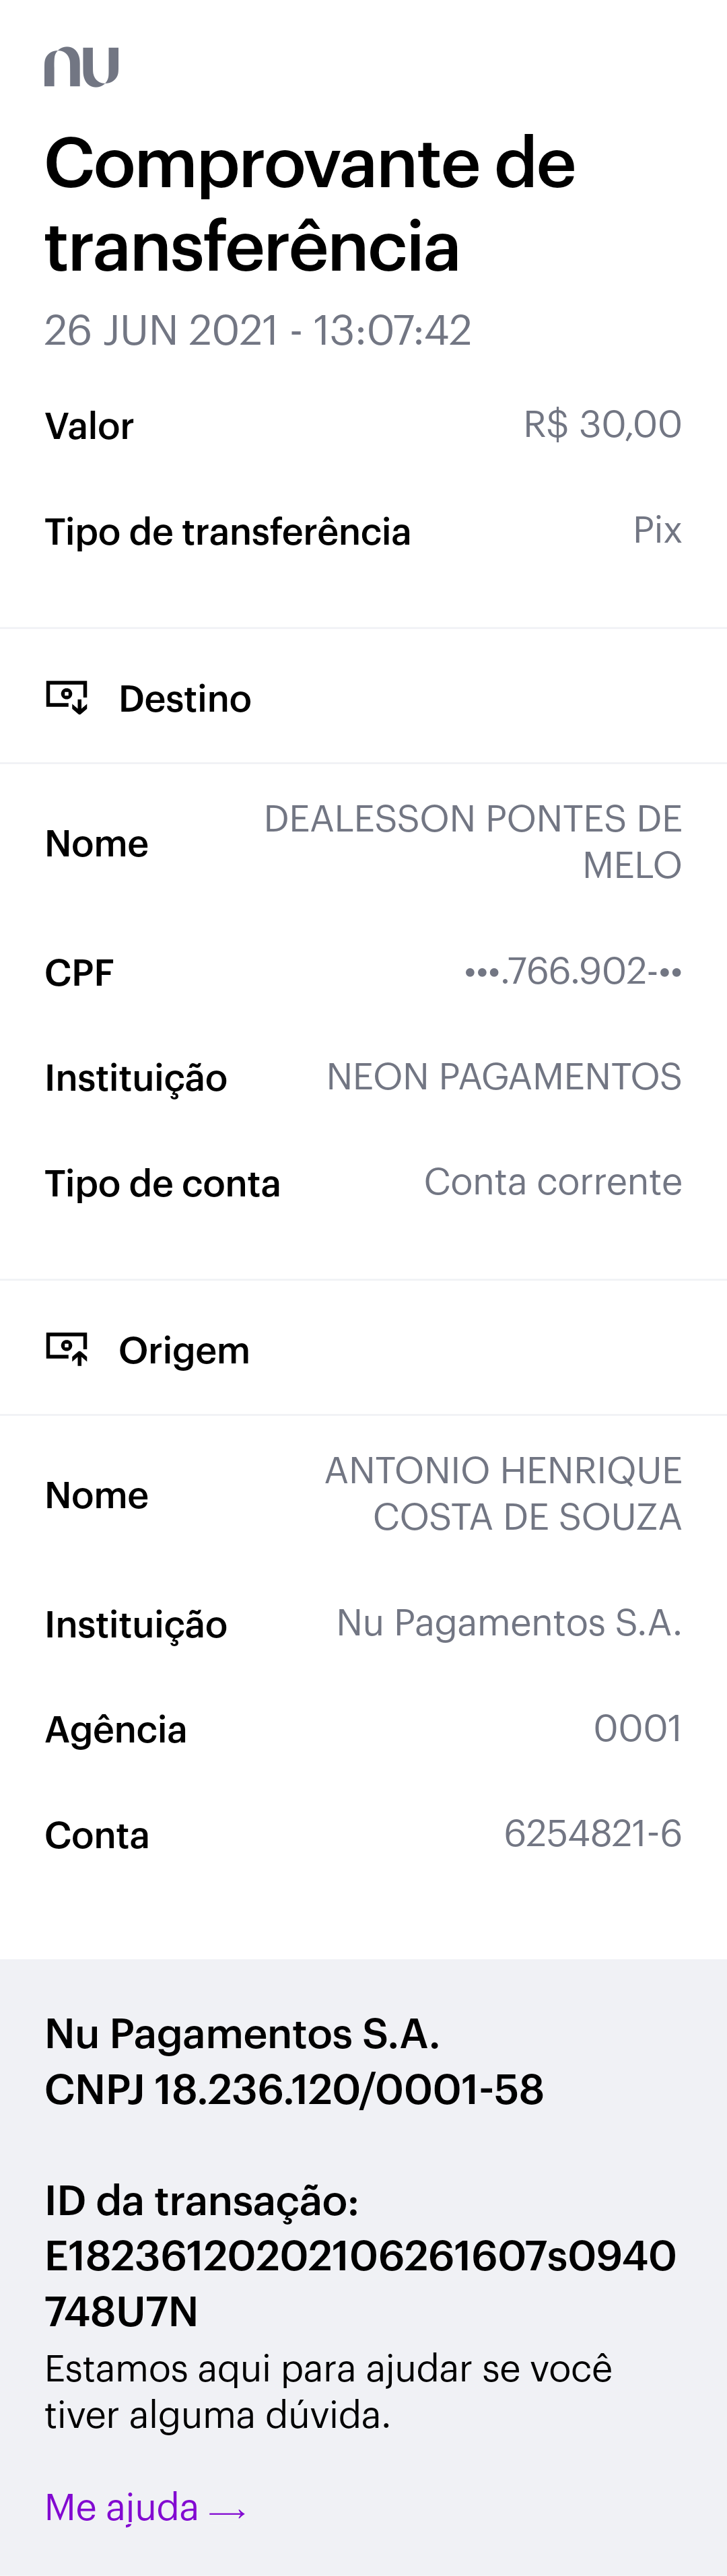 nu
Comprovante de
transferência
26 JUN 2021 - 13:07:42
Valor R$ 30,00
Tipo de transferência Pix
Destino
Nome DEALESSON PONTES DE
MELO
CPF •••.766.902-••
Instituição NEON PAGAMENTOS
Tipo de conta Conta corrente
Origem
Nome ANTONIO HENRIQUE
COSTA DE SOUZA
Instituição Nu Pagamentos S.A.
Agência 0001
Conta 6254821-6
Nu Pagamentos S.A.
CNPJ 18.236.120/0001-58
ID da transação:
E18236120202106261607s0940
748U7N
Estamos aqui para ajudar se você
tiver alguma dúvida.
Me ajuda →